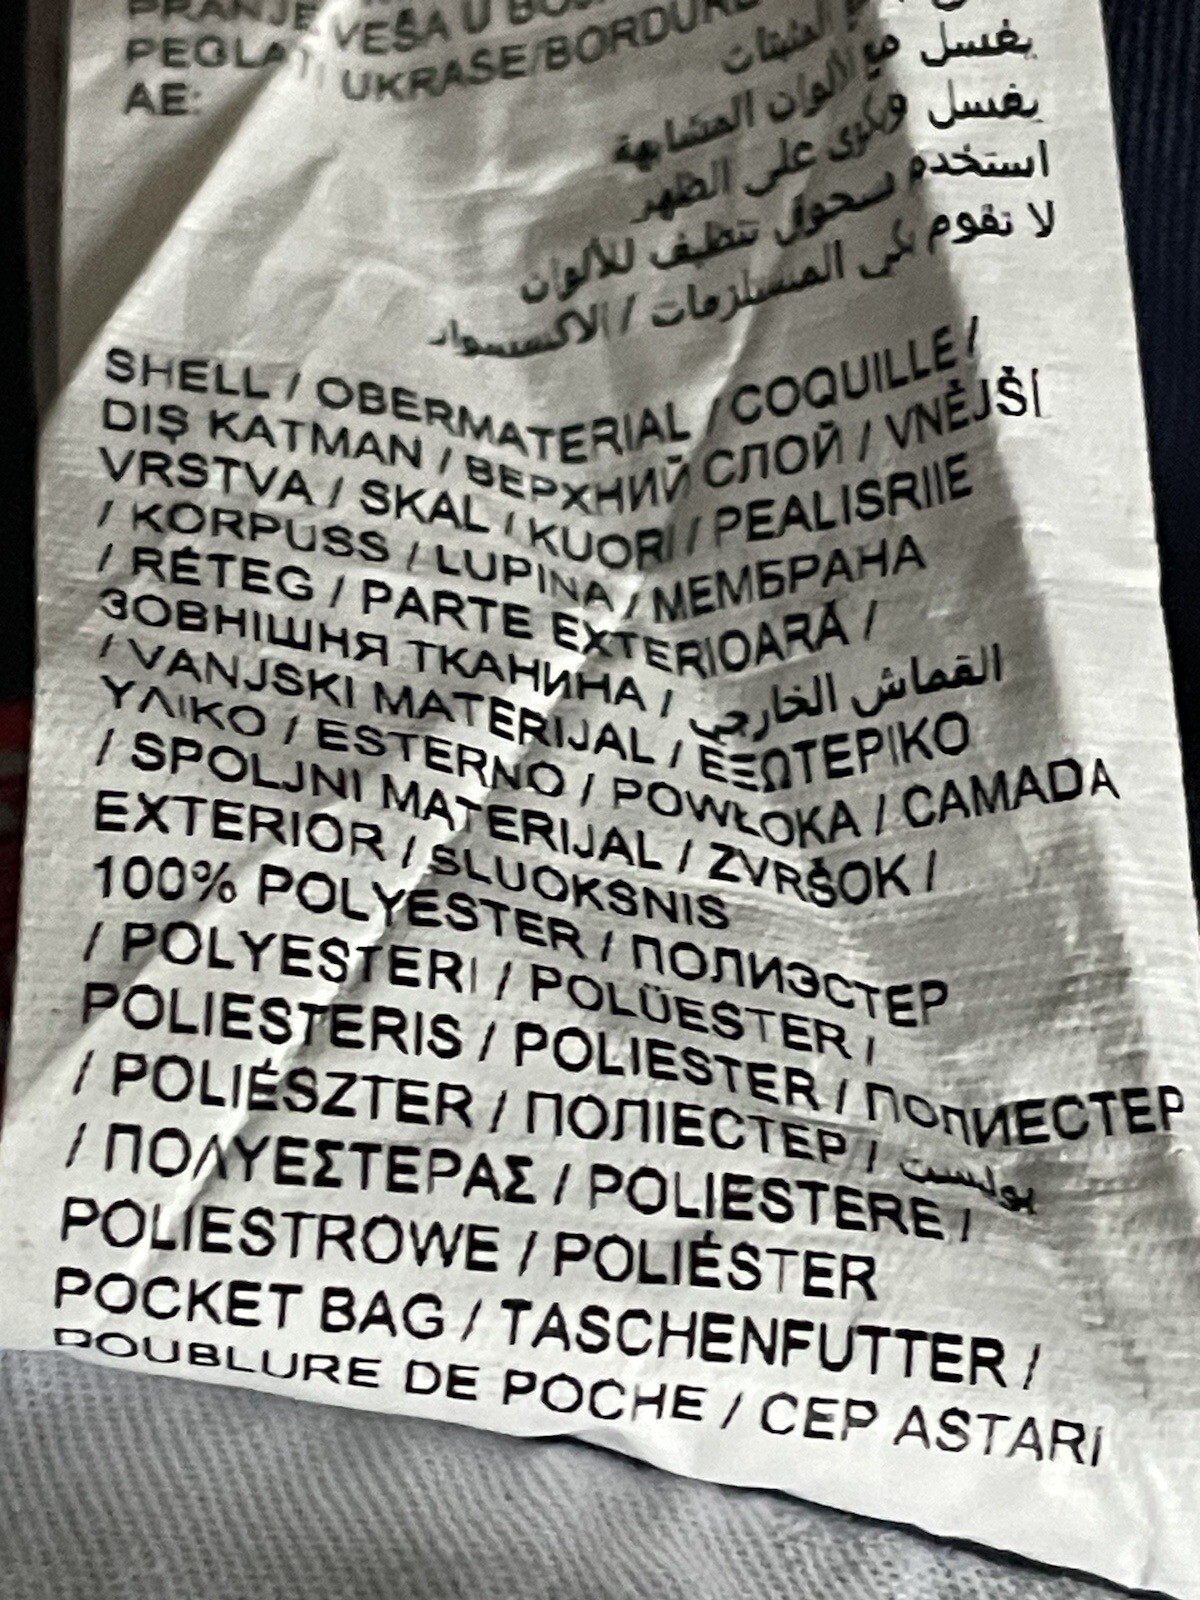 PRANJE VEŠA U
PEGLATI UKRASE/BORDURE
AE:
يغسل مع الألوان المشابهة
يغسل ويكوى على الظهر
استخدم مسحوق تنظيف للألوان
لا تقوم بكي المستلزمات / الاكسسوار
SHELL / OBERMATERIAL / COQUILLE /
DIŞ KATMAN / ВЕРХНИЙ СЛОЙ / VNĚJŠÍ
VRSTVA / SKAL / KUORI / PEALISRIIE
/ KORPUSS / LUPINA / МЕМБРАНА
/ RÉTEG / PARTE EXTERIOARĂ /
ЗОВНІШНЯ ТКАНИНА / القماش الخارجي
/ VANJSKI MATERIJAL / ΕΞΩΤΕΡΙΚΟ
ΥΛΙΚΟ / ESTERNO / POWŁOKA / CAMADA
/ SPOLJNI MATERIJAL / ZVRŠOK /
EXTERIOR / SLUOKSNIS
100% POLYESTER / ПОЛИЭСТЕР
/ POLYESTERI / POLÜESTER /
POLIESTERIS / POLIESTER / ПОЛИЕСТЕР
/ POLIÉSZTER / ПОЛІЕСТЕР / بوليستر
/ ΠΟΛΥΕΣΤΕΡΑΣ / POLIESTERE /
POLIESTROWE / POLIÉSTER
POCKET BAG / TASCHENFUTTER /
DOUBLURE DE POCHE / CEP ASTARI